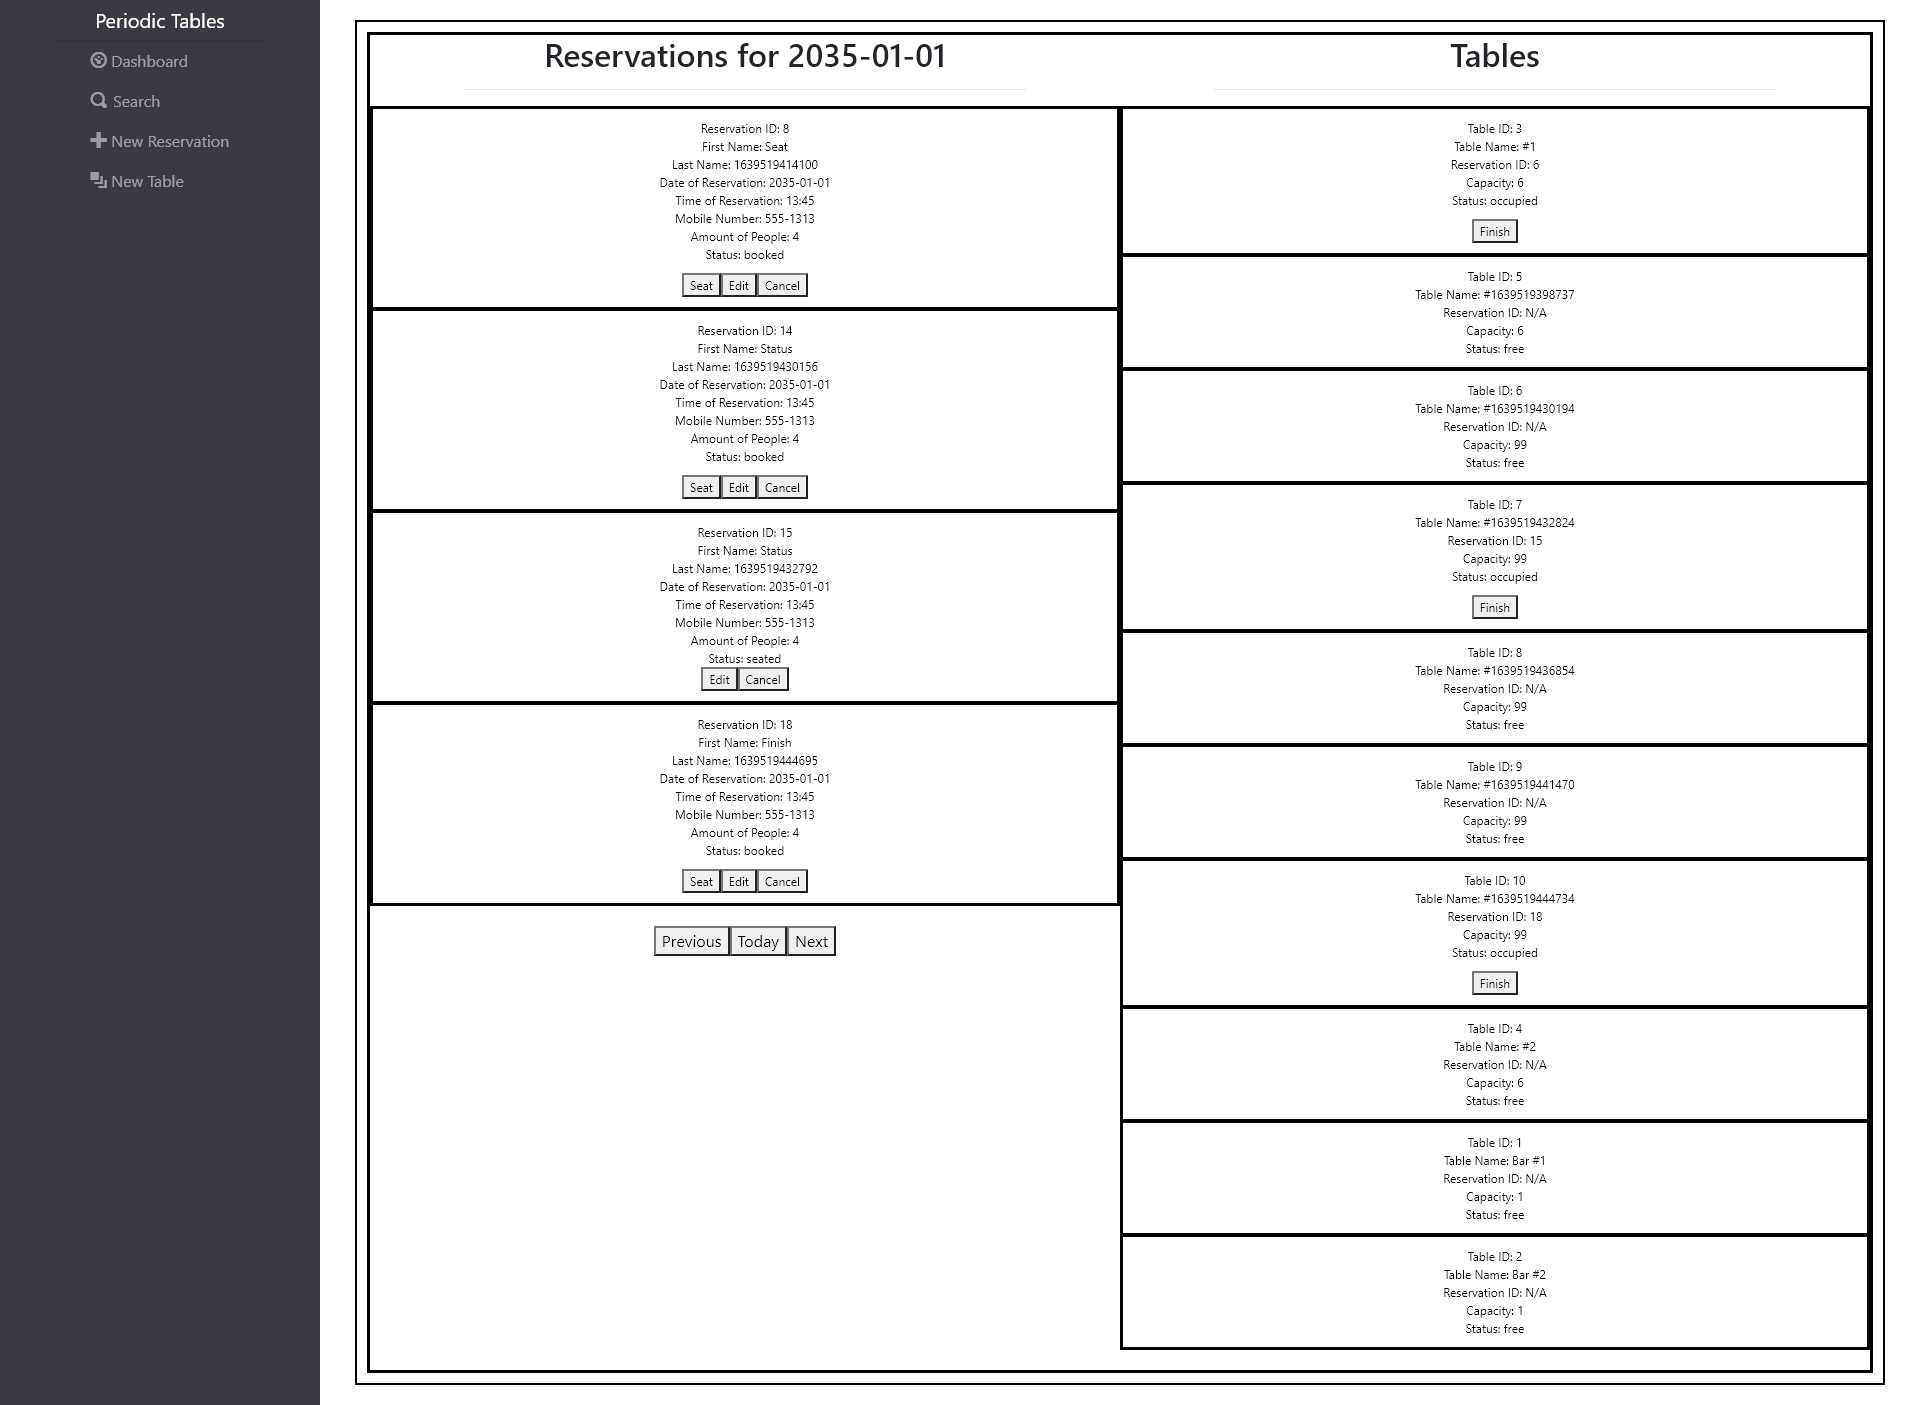 Periodic Tables
Dashboard
Search
New Reservation
New Table
Reservations for 2035-01-01
Reservation ID: 8
First Name: Seat
Last Name: 1639519414100
Date of Reservation: 2035-01-01
Time of Reservation: 13:45
Mobile Number: 555-1313
Amount of People: 4
Status: booked
Seat Edit Cancel
Reservation ID: 14
First Name: Status
Last Name: 1639519430156
Date of Reservation: 2035-01-01
Time of Reservation: 13:45
Mobile Number: 555-1313
Amount of People: 4
Status: booked
Seat Edit Cancel
Reservation ID: 15
First Name: Status
Last Name: 1639519432792
Date of Reservation: 2035-01-01
Time of Reservation: 13:45
Mobile Number: 555-1313
Amount of People: 4
Status: seated
Edit Cancel
Reservation ID: 18
First Name: Finish
Last Name: 1639519444695
Date of Reservation: 2035-01-01
Time of Reservation: 13:45
Mobile Number: 555-1313
Amount of People: 4
Status: booked
Seat Edit Cancel
Previous Today Next
Tables
Table ID: 3
Table Name: #1
Reservation ID: 6
Capacity: 6
Status: occupied
Finish
Table ID: 5
Table Name: #1639519398737
Reservation ID: N/A
Capacity: 6
Status: free
Table ID: 6
Table Name: #1639519430194
Reservation ID: N/A
Capacity: 99
Status: free
Table ID: 7
Table Name: #1639519432824
Reservation ID: 15
Capacity: 99
Status: occupied
Finish
Table ID: 8
Table Name: #1639519436854
Reservation ID: N/A
Capacity: 99
Status: free
Table ID: 9
Table Name: #1639519441470
Reservation ID: N/A
Capacity: 99
Status: free
Table ID: 10
Table Name: #1639519444734
Reservation ID: 18
Capacity: 99
Status: occupied
Finish
Table ID: 4
Table Name: #2
Reservation ID: N/A
Capacity: 6
Status: free
Table ID: 1
Table Name: Bar #1
Reservation ID: N/A
Capacity: 1
Status: free
Table ID: 2
Table Name: Bar #2
Reservation ID: N/A
Capacity: 1
Status: free